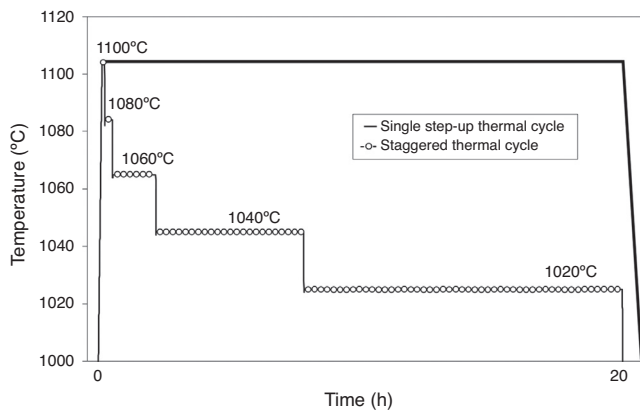 1120
1100
1080
1060
1040
1020
1000
Temperature (ºC)
1100ºC
1080ºC
1060ºC
1040ºC
1020ºC
Single step-up thermal cycle
Staggered thermal cycle
0
20
Time (h)